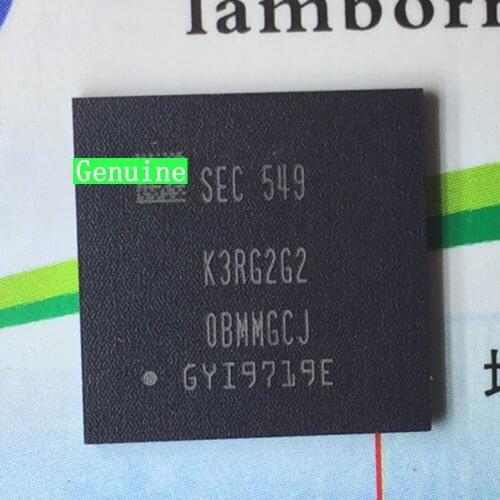 lamborn
Genuine
SEC 549
K3RG2G2
0BMMGCJ
GYI9719E